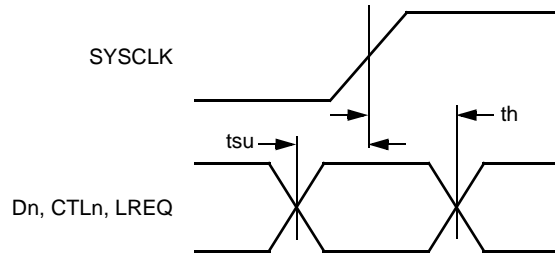 SYSCLK
th
tsu
Dn, CTLn, LREQ